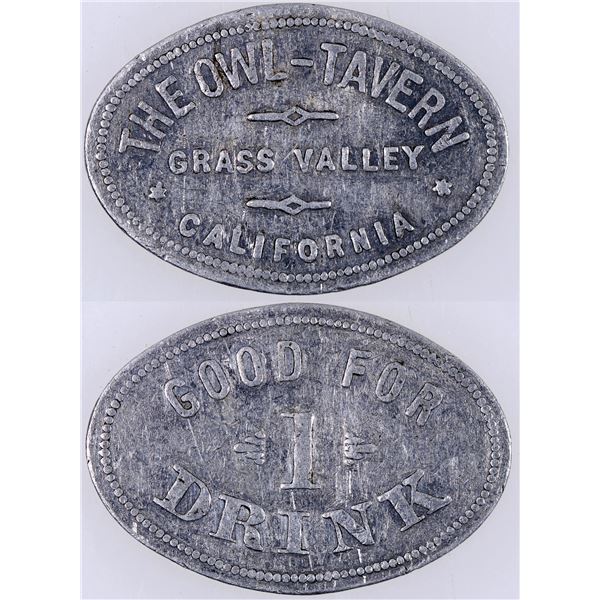 THE OWL-TAVERN
GRASS VALLEY
CALIFORNIA
GOOD FOR
1
DRINK